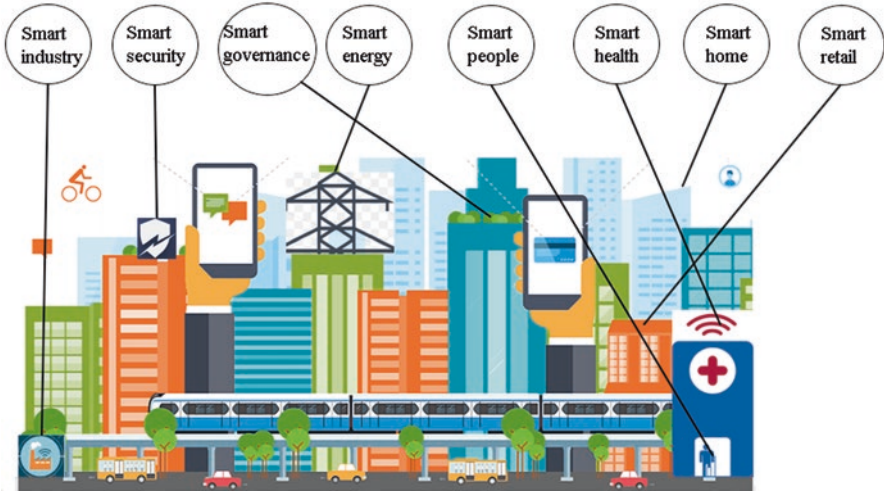 Smart
industry
Smart
security
Smart
governance
Smart
energy
Smart
people
Smart
health
Smart
home
Smart
retail